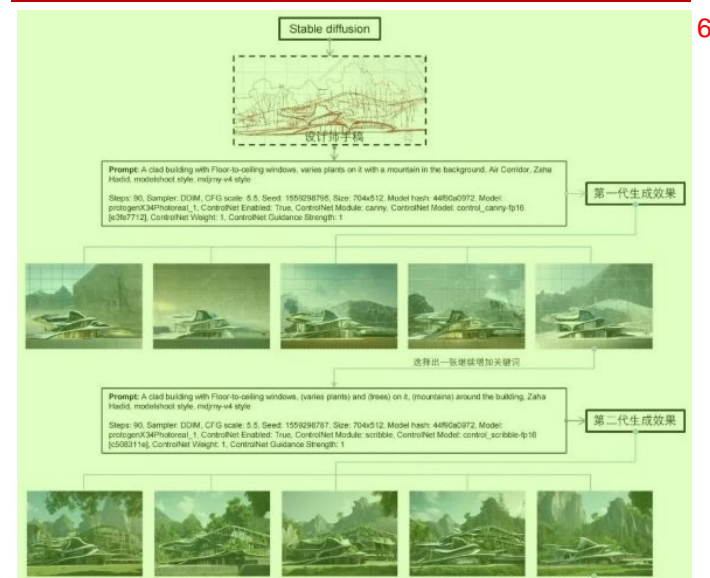 6
Stable diffusion
设计师手稿
Prompt: A clad building with Floor-to-ceiling windows, varies plants on it with a mountain in the background, Air Corridor, Zaha
Hadid, modelshoot style, mdjrny-v4 style
Steps: 90, Sampler: DDIM, CFG scale: 5.5, Seed: 1559298795, Size: 704x512, Model hash: 44f90a0972, Model:
protogenX34Photoreal_1, ControlNet Enabled: True, ControlNet Module: canny, ControlNet Model: control_canny-fp16
[e3fe7712], ControlNet Weight: 1, ControlNet Guidance Strength: 1
第一代生成效果
选择出一张继续增加关键词
Prompt: A clad building with Floor-to-ceiling windows, (varies plants) and (trees) on it, (mountains) around the building, Zaha
Hadid, modelshoot style, mdjrny-v4 style
Steps: 90, Sampler: DDIM, CFG scale: 5.5, Seed: 1559298787, Size: 704x512, Model hash: 44f90a0972, Model:
protogenX34Photoreal_1, ControlNet Enabled: True, ControlNet Module: scribble, ControlNet Model: control_scribble-fp16
[c508311e], ControlNet Weight: 1, ControlNet Guidance Strength: 1
第二代生成效果